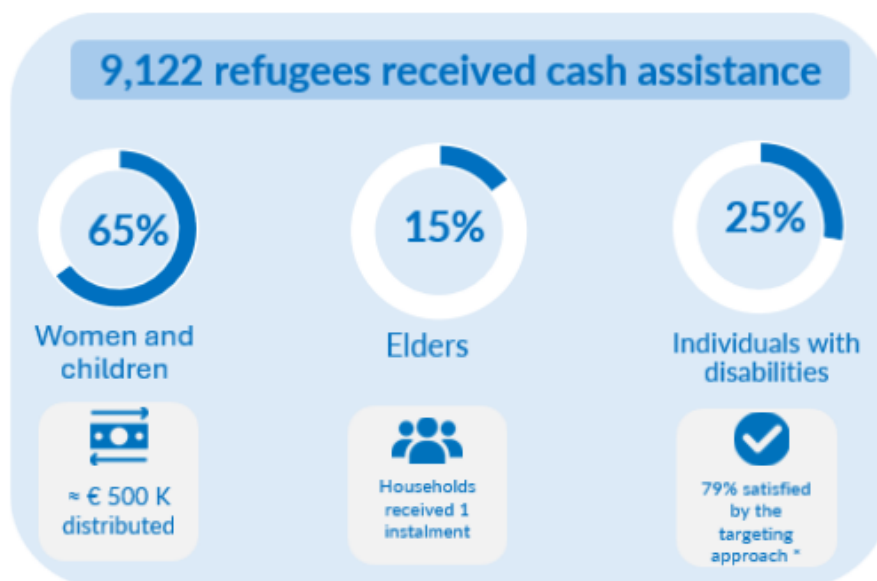 9,122 refugees received cash assistance
65%
Women and
children
15%
Elders
25%
Individuals with
disabilities
≈ € 500 K
distributed
Households
received 1
instalment
79% satisfied
by the
targeting
approach *